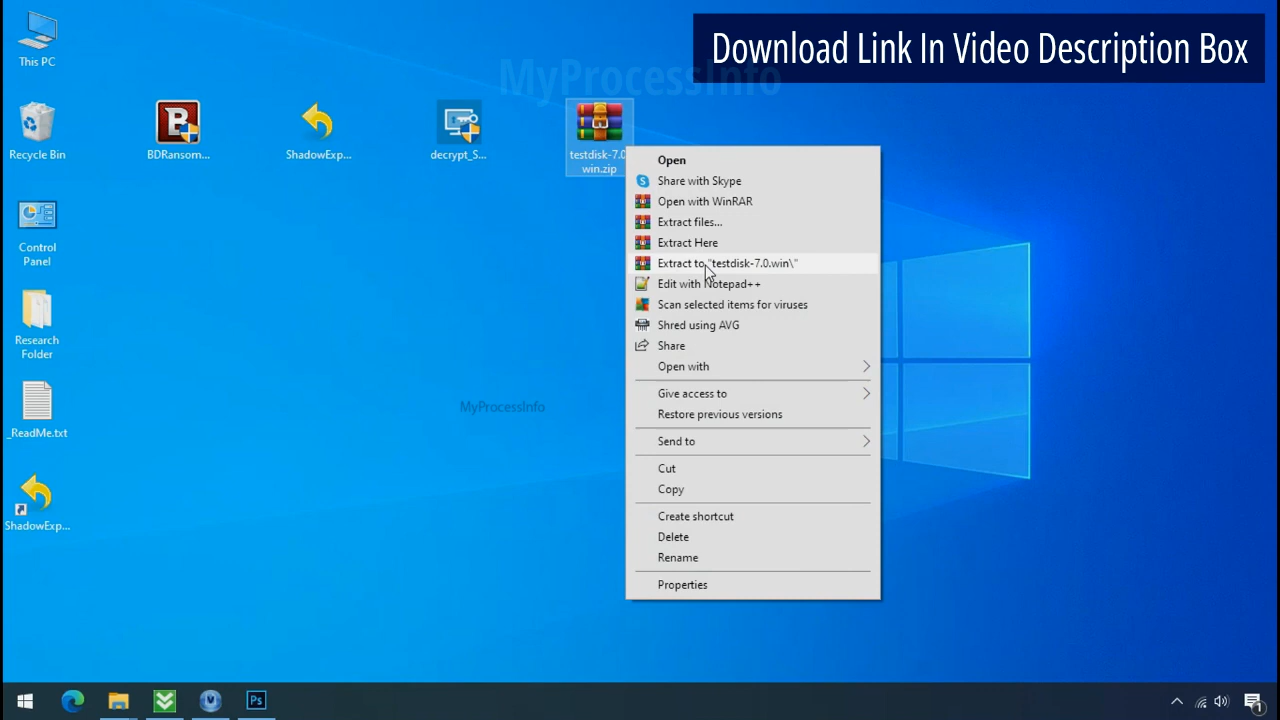 Download Link In Video Description Box
MyProcessInfo
This PC
Recycle Bin
BDRansom...
ShadowExp...
decrypt_S...
testdisk-7.0
win.zip
Control
Panel
Research
Folder
_ReadMe.txt
ShadowExp...
Open
Share with Skype
Open with WinRAR
Extract files...
Extract Here
Extract to "testdisk-7.0.win\"
Edit with Notepad++
Scan selected items for viruses
Shred using AVG
Share
Open with
Give access to
Restore previous versions
Send to
Cut
Copy
Create shortcut
Delete
Rename
Properties
MyProcessInfo
Ps
1